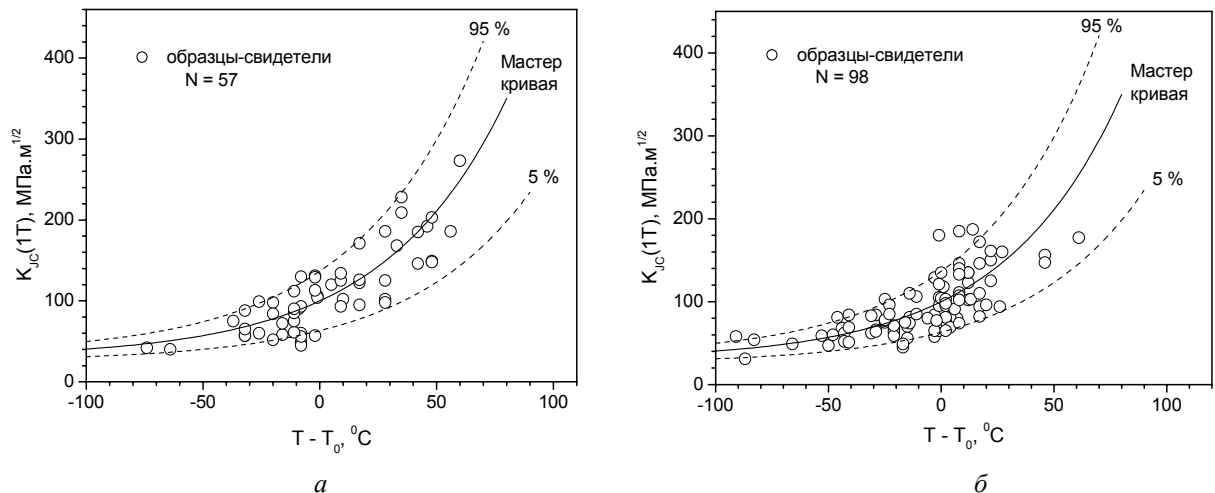 400
300
200
100
0
-100
-50
0
50
100
K_JC(1T), МПа.м^1/2
T - T_0, ⁰C
образцы-свидетели
N = 57
95 %
Мастер
кривая
5 %
а
400
300
200
100
0
-100
-50
0
50
100
K_JC(1T), МПа.м^1/2
T - T_0, ⁰C
образцы-свидетели
N = 98
95 %
Мастер
кривая
5 %
б